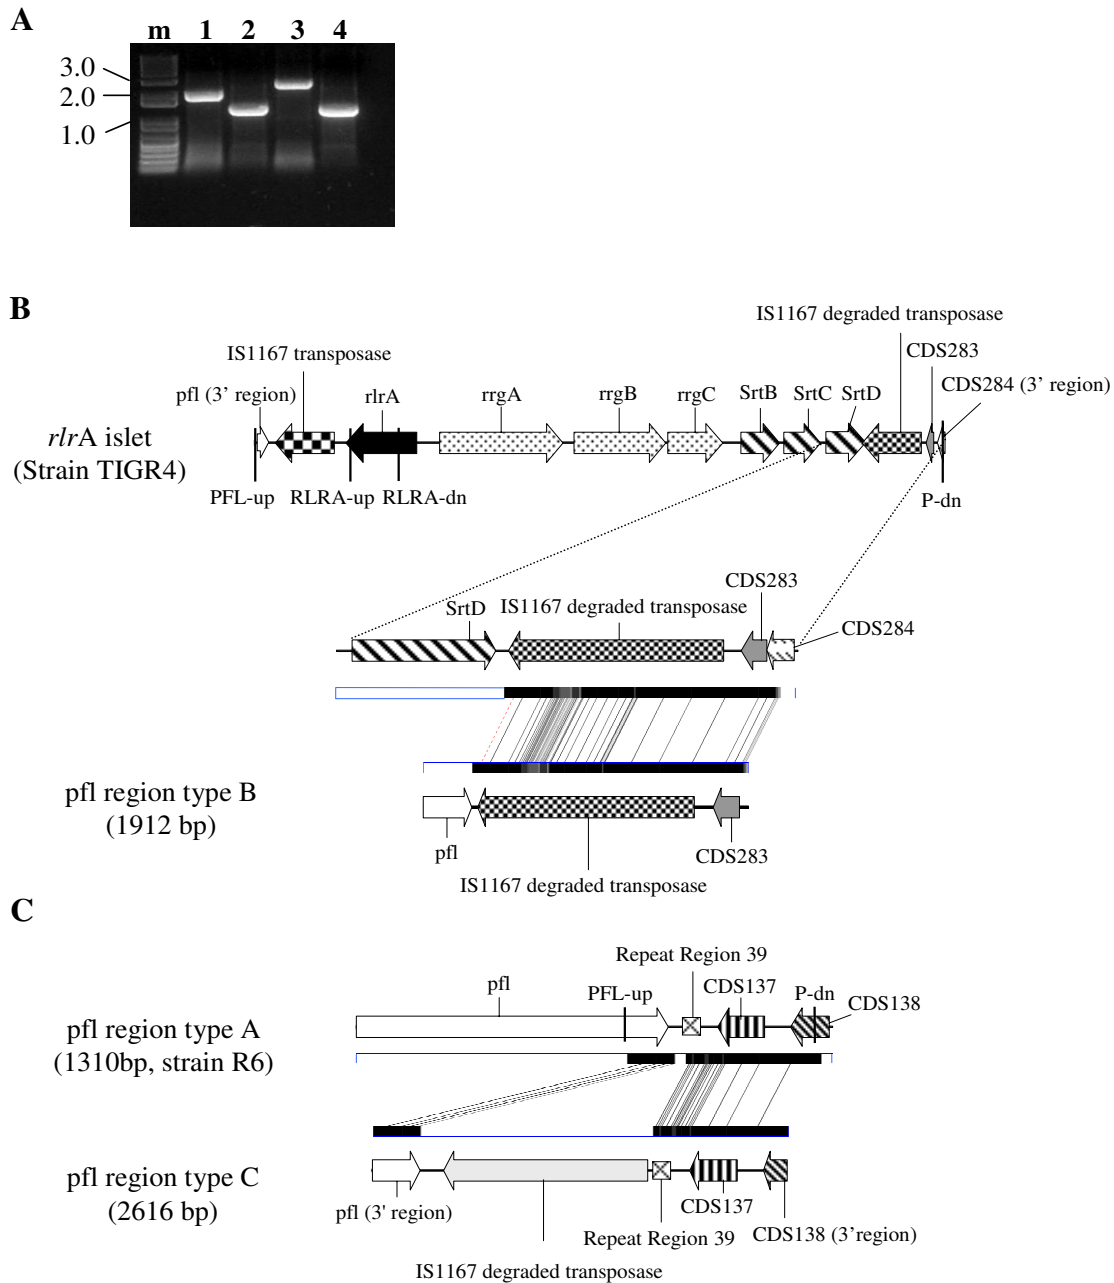 A
m 1 2 3 4
3.0
2.0
1.0
B
IS1167 degraded transposase
IS1167 transposase
CDS283
pfl (3’ region)
rlrA
rrgA
rrgB
rrgC
SrtB
SrtC
SrtD
CDS284 (3’ region)
rlrA islet
(Strain TIGR4)
PFL-up
RLRA-up
RLRA-dn
P-dn
CDS283
SrtD
IS1167 degraded transposase
CDS284
pfl region type B
(1912 bp)
pfl
CDS283
IS1167 degraded transposase
C
Repeat Region 39
pfl
PFL-up
CDS137
P-dn
CDS138
pfl region type A
(1310bp, strain R6)
pfl region type C
(2616 bp)
pfl (3' region)
CDS137
Repeat Region 39
CDS138 (3’region)
IS1167 degraded transposase